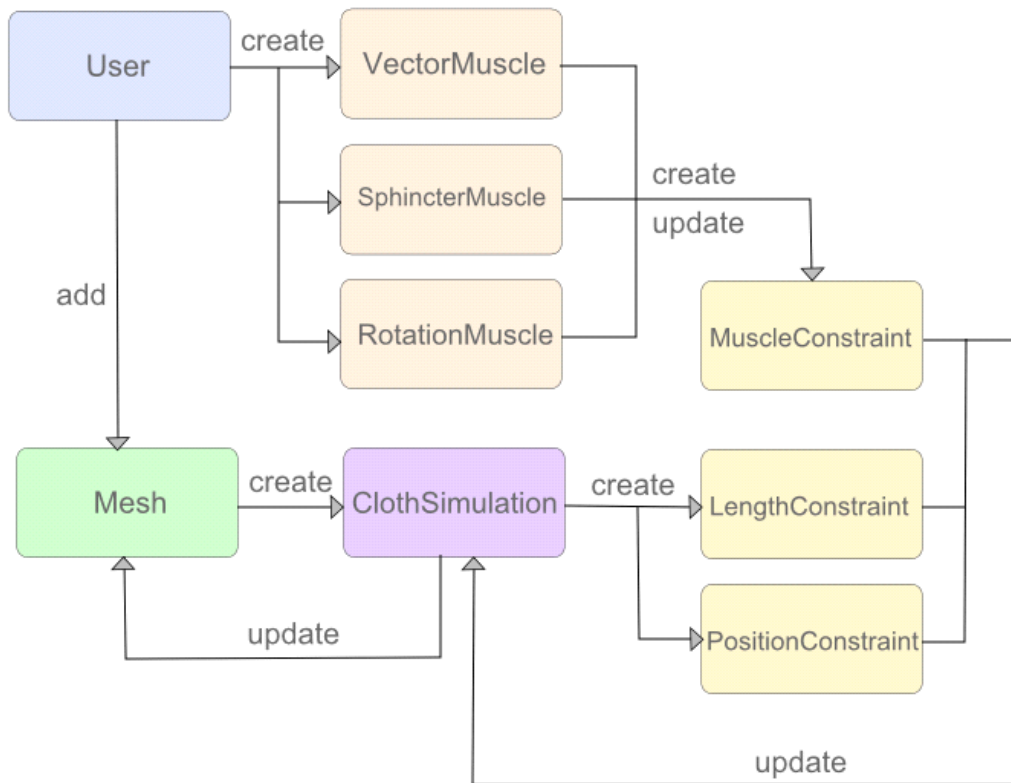 create
User
VectorMuscle
create
SphincterMuscle
update
add
RotationMuscle
MuscleConstraint
Mesh
create
ClothSimulation
create
LengthConstraint
update
PositionConstraint
update